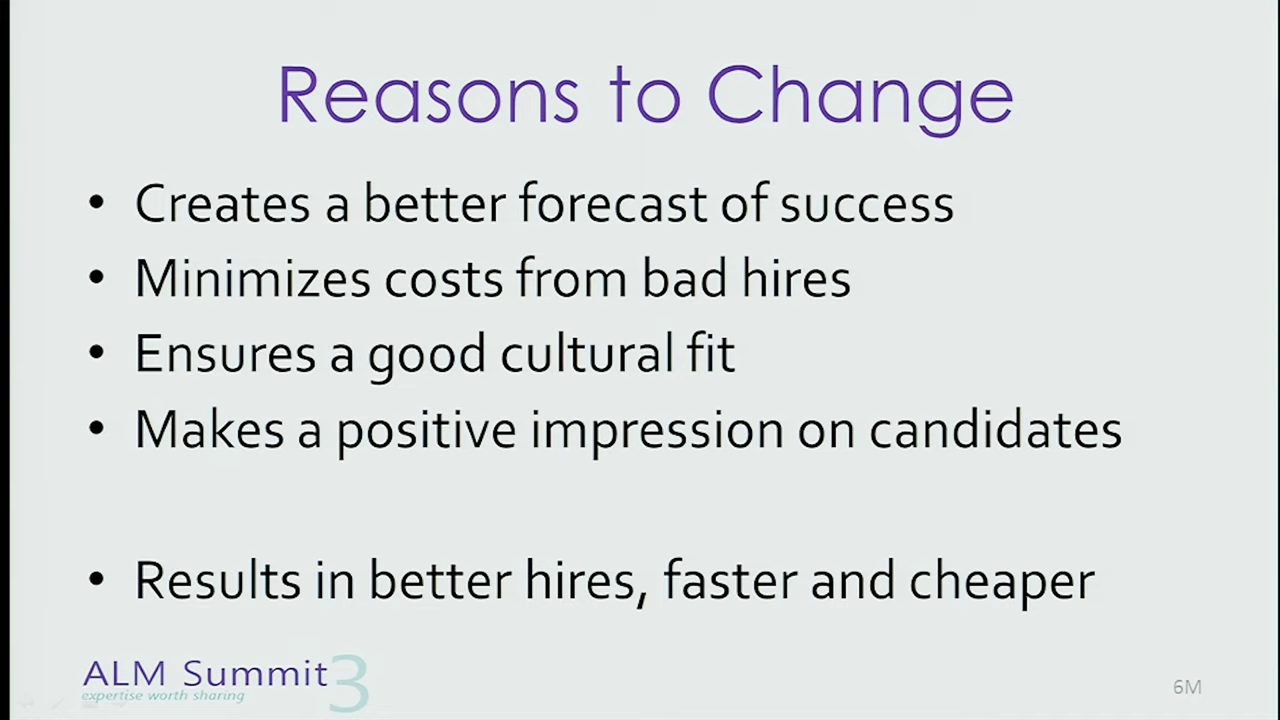 Reasons to Change
• Creates a better forecast of success
• Minimizes costs from bad hires
• Ensures a good cultural fit
• Makes a positive impression on candidates
• Results in better hires, faster and cheaper
ALM Summit 3
expertise worth sharing
6M